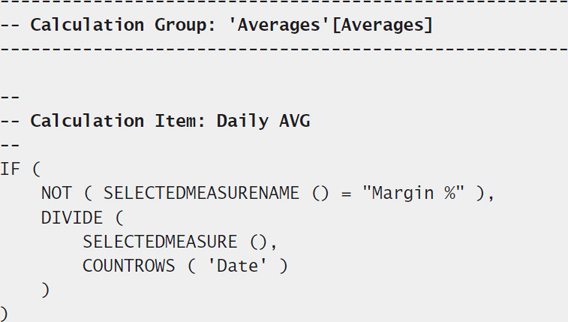 --------------------------------------------------------
-- Calculation Group: 'Averages'[Averages]
--------------------------------------------------------
--
-- Calculation Item: Daily AVG
--
IF (
    NOT ( SELECTEDMEASURENAME () = "Margin %" ),
    DIVIDE (
        SELECTEDMEASURE (),
        COUNTROWS ( 'Date' )
    )
)